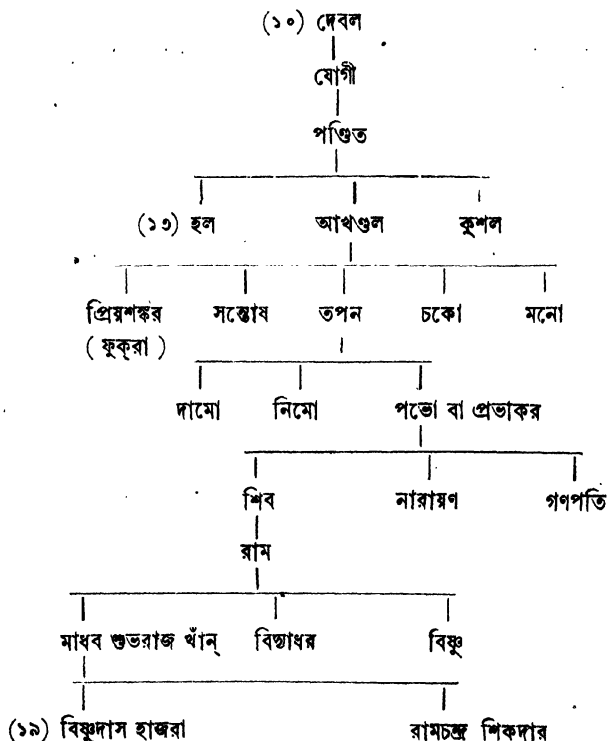 (১০) দেবল
যোগী
পণ্ডিত
(১৩) হল আখণ্ডল কুশল
প্রিয়শঙ্কর সন্তোষ তপন চকো মনো
( ফুক্‌রা )
দামো নিমো পভো বা প্রভাকর
শিব নারায়ণ গণপতি
রাম
মাধব শুভরাজ খাঁন্ বিদ্যাধর বিষ্ণু
(১৯) বিষ্ণুদাস হাজরা রামচন্দ্র শিকদার